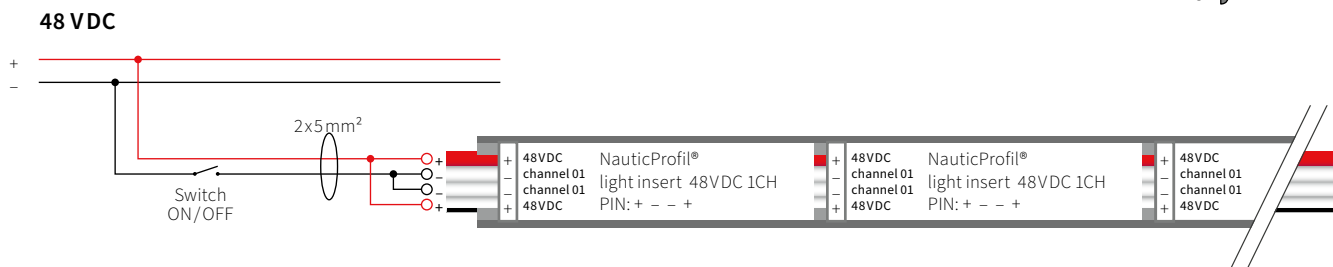 48 VDC
+
–
2x5mm²
Switch
ON/OFF
+
–
–
+
+
–
–
+
48VDC
channel 01
channel 01
48VDC
NauticProfil®
light insert 48VDC 1CH
PIN: + – – +
+
–
–
+
48VDC
channel 01
channel 01
48VDC
NauticProfil®
light insert 48VDC 1CH
PIN: + – – +
+
–
–
+
48VDC
channel 01
channel 01
48VDC